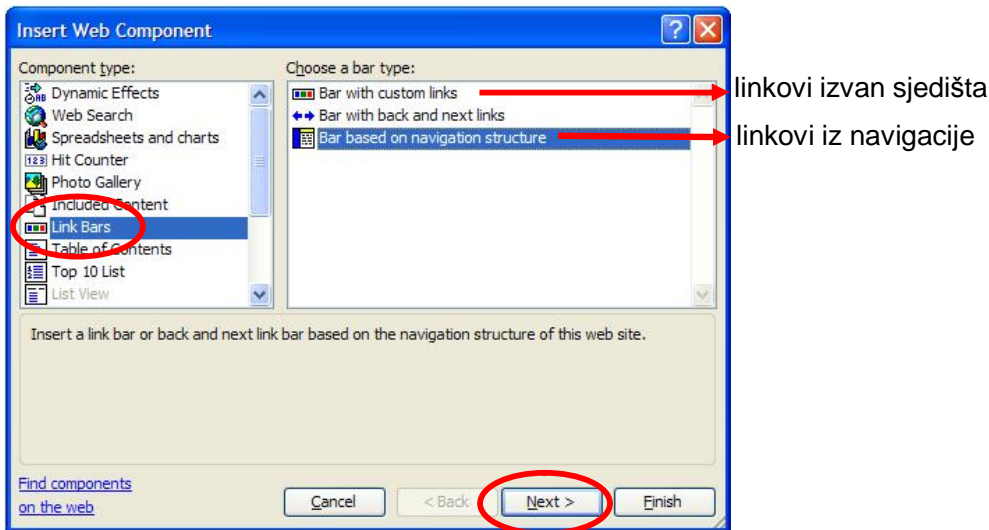 Insert Web Component
Component type:
Dynamic Effects
Web Search
Spreadsheets and charts
123 Hit Counter
Photo Gallery
Included Content
Link Bars
Table of Contents
Top 10 List
List View
Choose a bar type:
Bar with custom links
Bar with back and next links
Bar based on navigation structure
linkovi izvan sjedišta
linkovi iz navigacije
Insert a link bar or back and next link bar based on the navigation structure of this web site.
Find components
on the web
Cancel
< Back
Next >
Finish